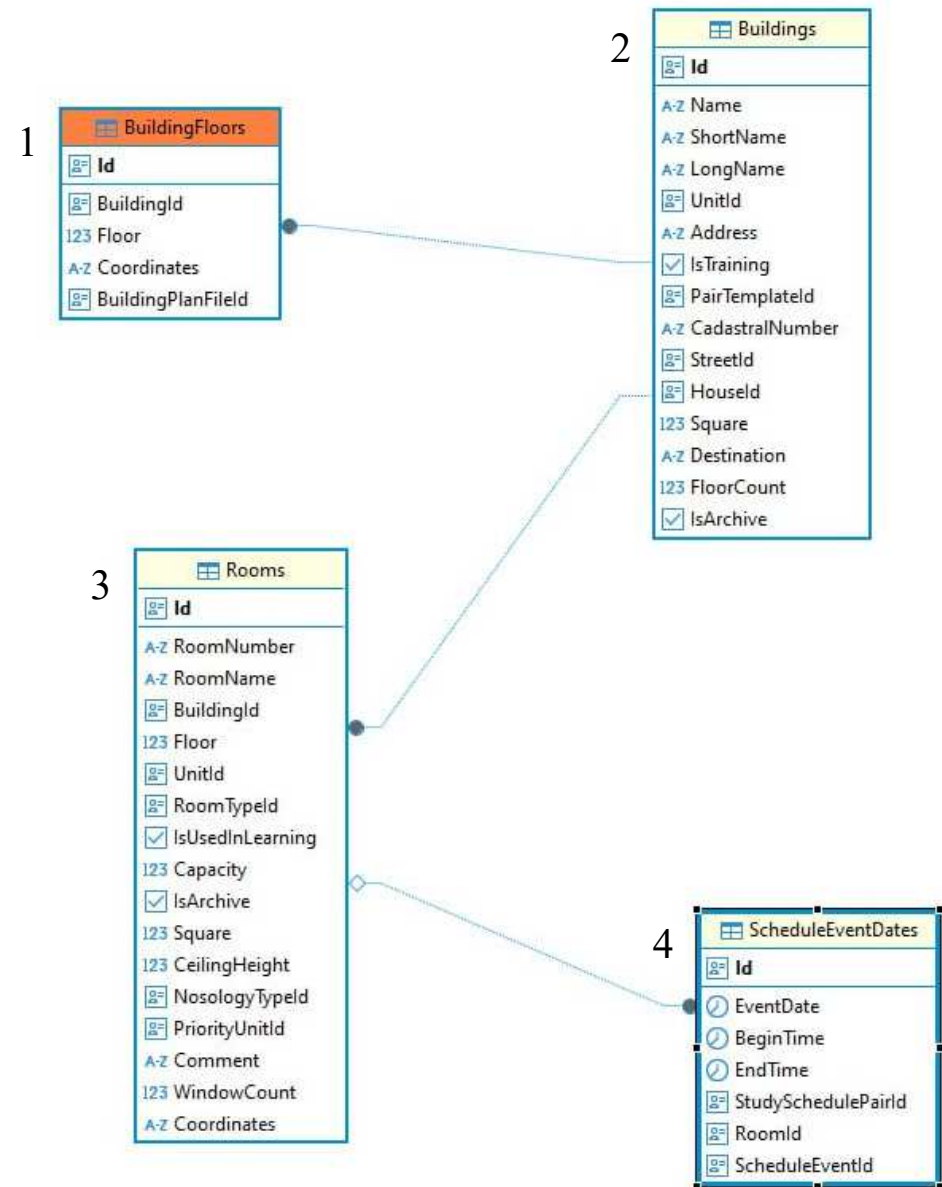 1
BuildingFloors
Id
BuildingId
123 Floor
A-Z Coordinates
BuildingPlanFileId
2
Buildings
Id
A-Z Name
A-Z ShortName
A-Z LongName
UnitId
A-Z Address
IsTraining
PairTemplateId
A-Z CadastralNumber
StreetId
HouseId
123 Square
A-Z Destination
123 FloorCount
IsArchive
3
Rooms
Id
A-Z RoomNumber
A-Z RoomName
BuildingId
123 Floor
UnitId
RoomTypeId
IsUsedInLearning
123 Capacity
IsArchive
123 Square
123 CeilingHeight
NosologyTypeId
PriorityUnitId
A-Z Comment
123 WindowCount
A-Z Coordinates
4
ScheduleEventDates
Id
EventDate
BeginTime
EndTime
StudySchedulePairId
RoomId
ScheduleEventId